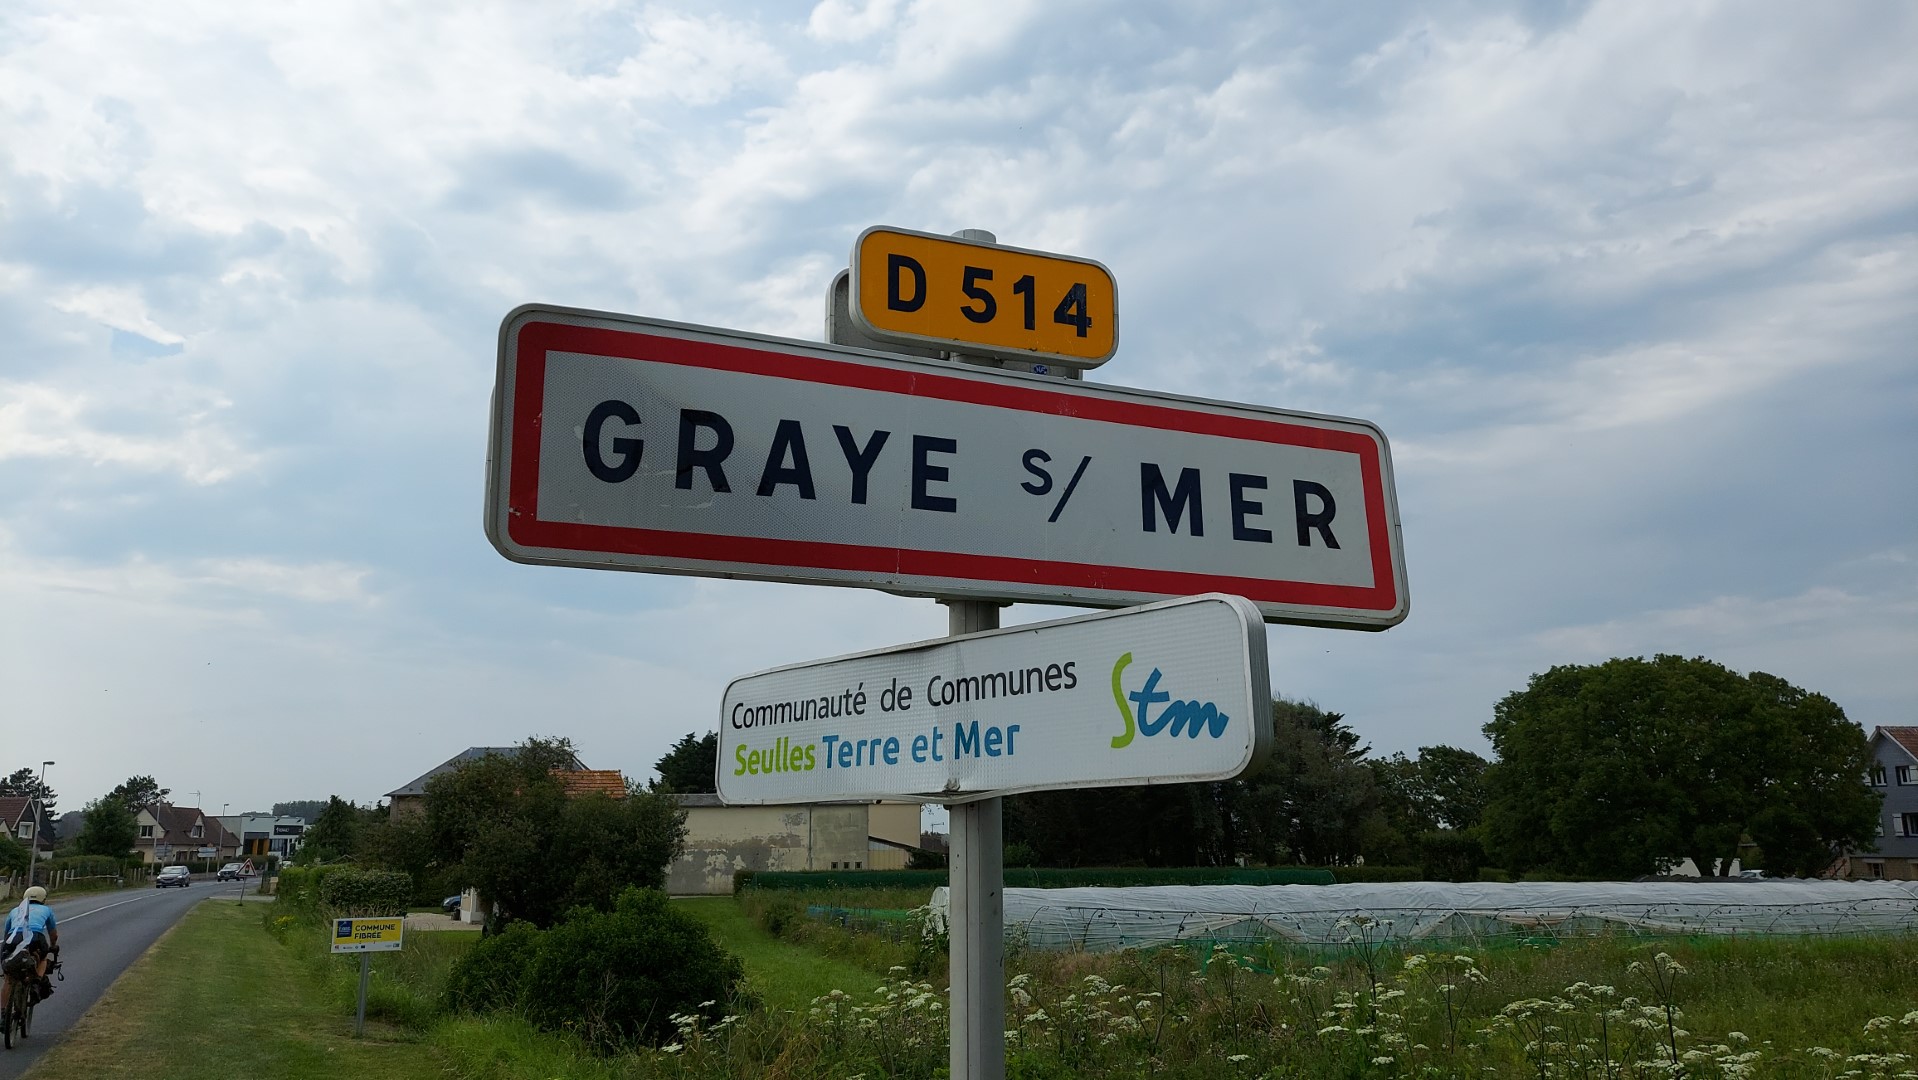 D 514
GRAYE S/ MER
Communauté de Communes
Seulles Terre et Mer
Stm
COMMUNE
FIBRÉE